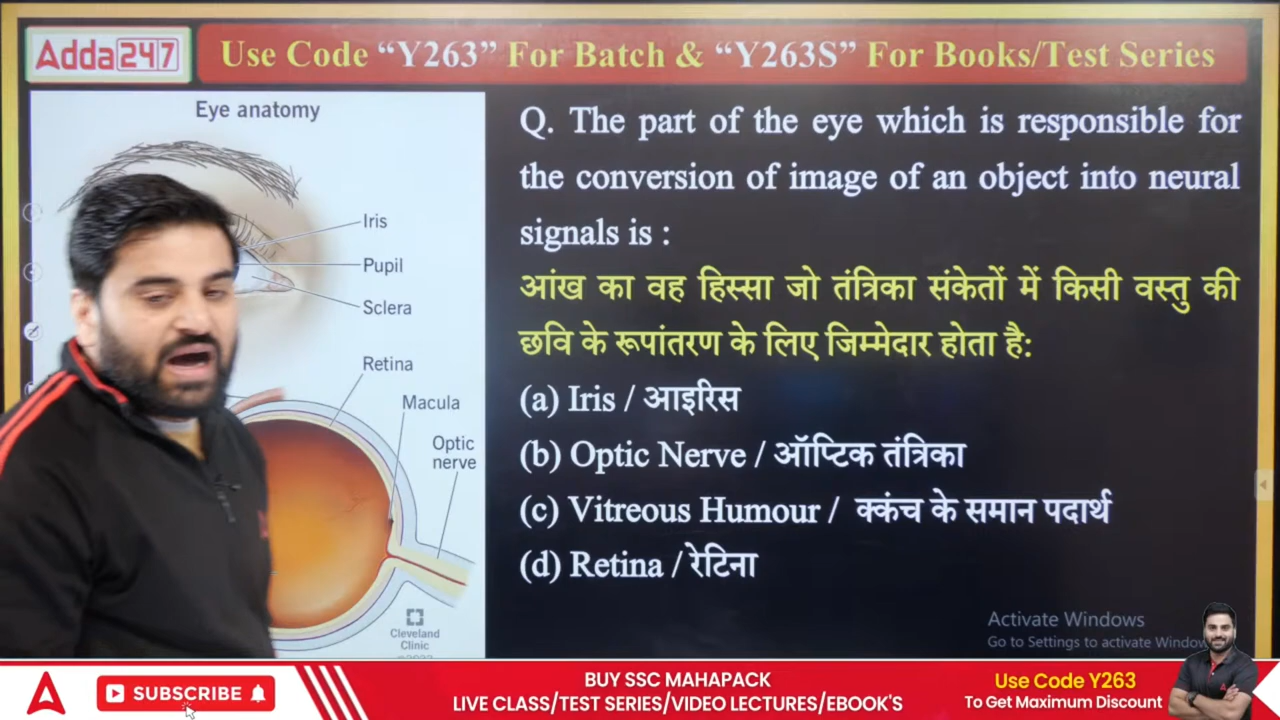 Adda247
Use Code “Y263” For Batch & “Y263S” For Books/Test Series
Eye anatomy
Iris
Pupil
Sclera
Retina
Macula
Optic
nerve
Cleveland
Clinic
Q. The part of the eye which is responsible for
the conversion of image of an object into neural
signals is :
आंख का वह हिस्सा जो तंत्रिका संकेतों में किसी वस्तु की
छवि के रूपांतरण के लिए जिम्मेदार होता है:
(a) Iris / आइरिस
(b) Optic Nerve / ऑप्टिक तंत्रिका
(c) Vitreous Humour / क्कंच के समान पदार्थ
(d) Retina / रेटिना
Activate Windows
Go to Settings to activate Windows
SUBSCRIBE
BUY SSC MAHAPACK
LIVE CLASS/TEST SERIES/VIDEO LECTURES/EBOOK'S
Use Code Y263
To Get Maximum Discount